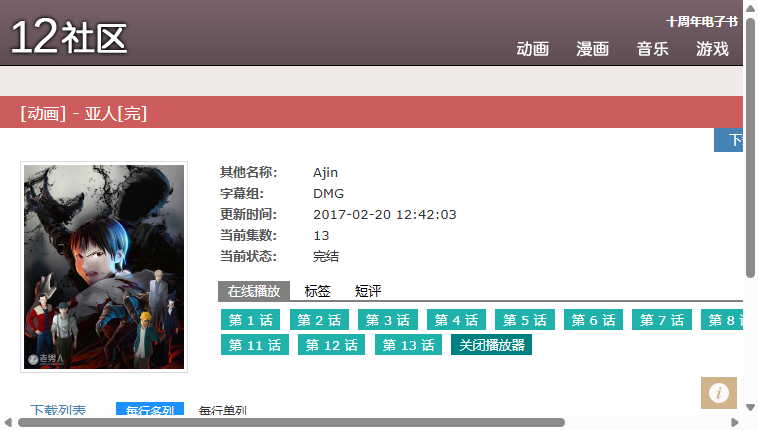 12社区
十周年电子书
动画 漫画 音乐 游戏
[动画] - 亚人[完]
其他名称： Ajin
字幕组： DMG
更新时间： 2017-02-20 12:42:03
当前集数： 13
当前状态： 完结
在线播放 标签 短评
第 1 话 第 2 话 第 3 话 第 4 话 第 5 话 第 6 话 第 7 话 第 8
第 11 话 第 12 话 第 13 话 关闭播放器
老男人
下载列表 每行多列 每行单列